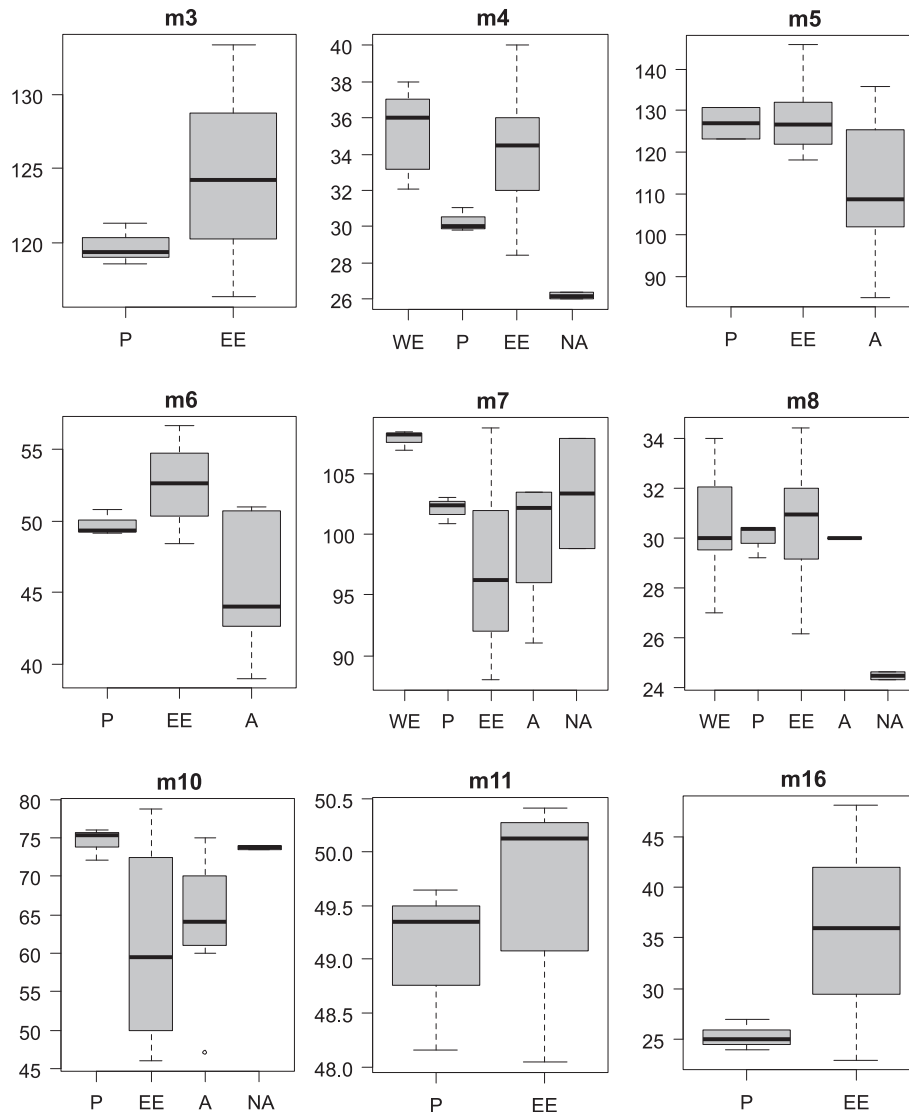 m3
130
125
120
P EE
m4
40
38
36
34
32
30
28
26
WE P EE NA
m5
140
130
120
110
100
90
P EE A
m6
55
50
45
40
P EE A
m7
105
100
95
90
WE P EE A NA
m8
34
32
30
28
26
24
WE P EE A NA
m10
80
75
70
65
60
55
50
45
P EE A NA
m11
50.5
50.0
49.5
49.0
48.5
48.0
P EE
m16
45
40
35
30
25
P EE